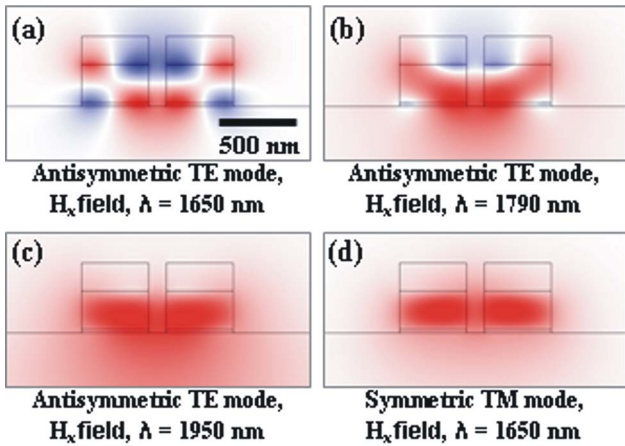 (a)
(b)
500 nm
Antisymmetric TE mode,
Hx field, λ = 1650 nm
Antisymmetric TE mode,
Hx field, λ = 1790 nm
(c)
(d)
Antisymmetric TE mode,
Hx field, λ = 1950 nm
Symmetric TM mode,
Hx field, λ = 1650 nm